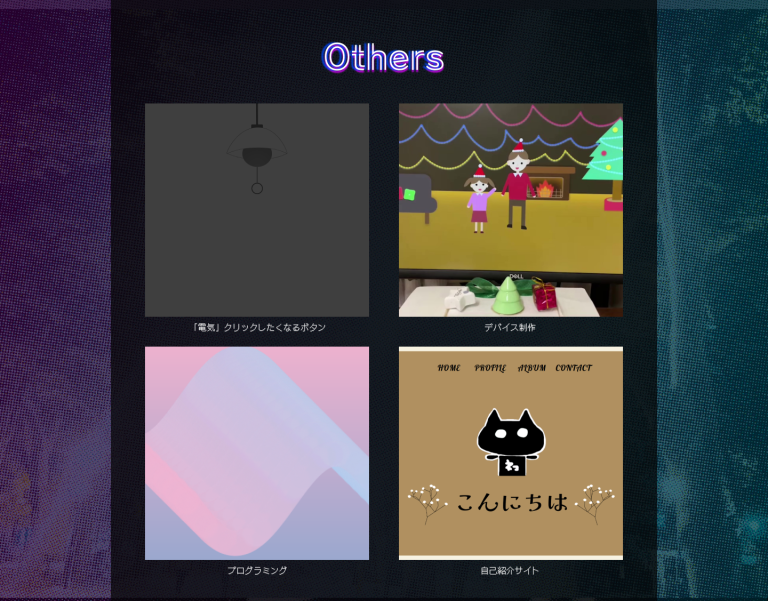 Others
「電気」クリックしたくなるボタン
DELL
デバイス制作
プログラミング
HOME PROFILE ALBUM CONTACT
こんにちは
自己紹介サイト